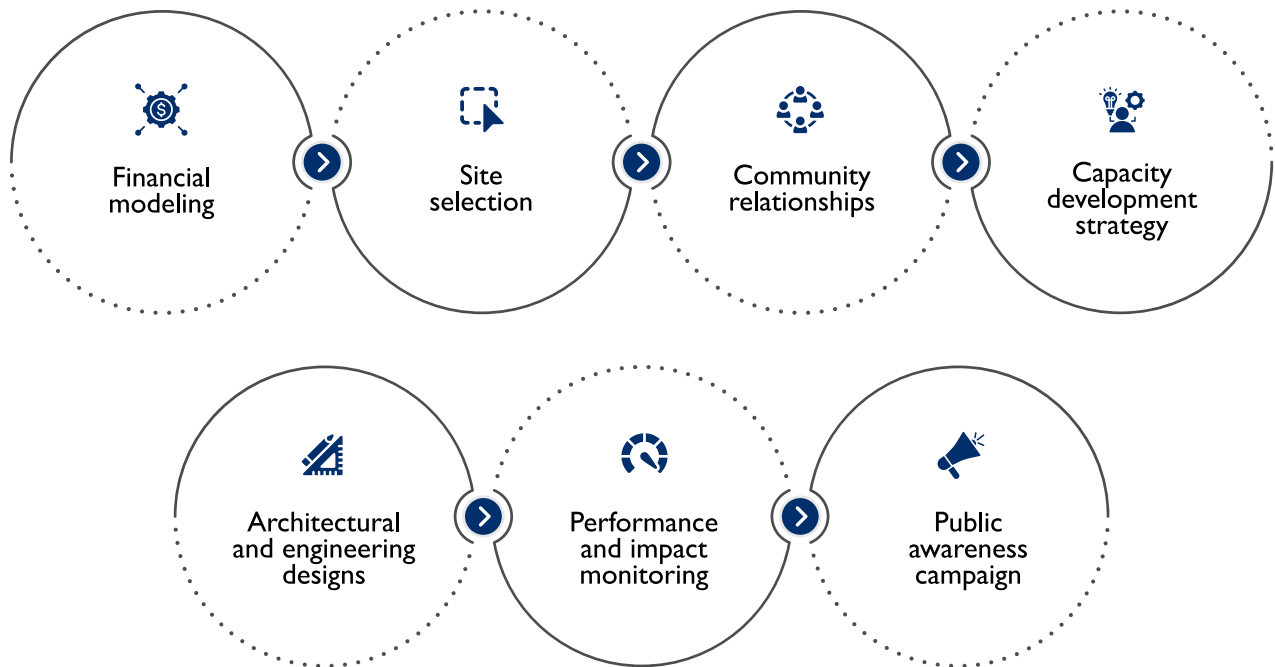 Financial
modeling
Site
selection
Community
relationships
Capacity
development
strategy
Architectural
and engineering
designs
Performance
and impact
monitoring
Public
awareness
campaign